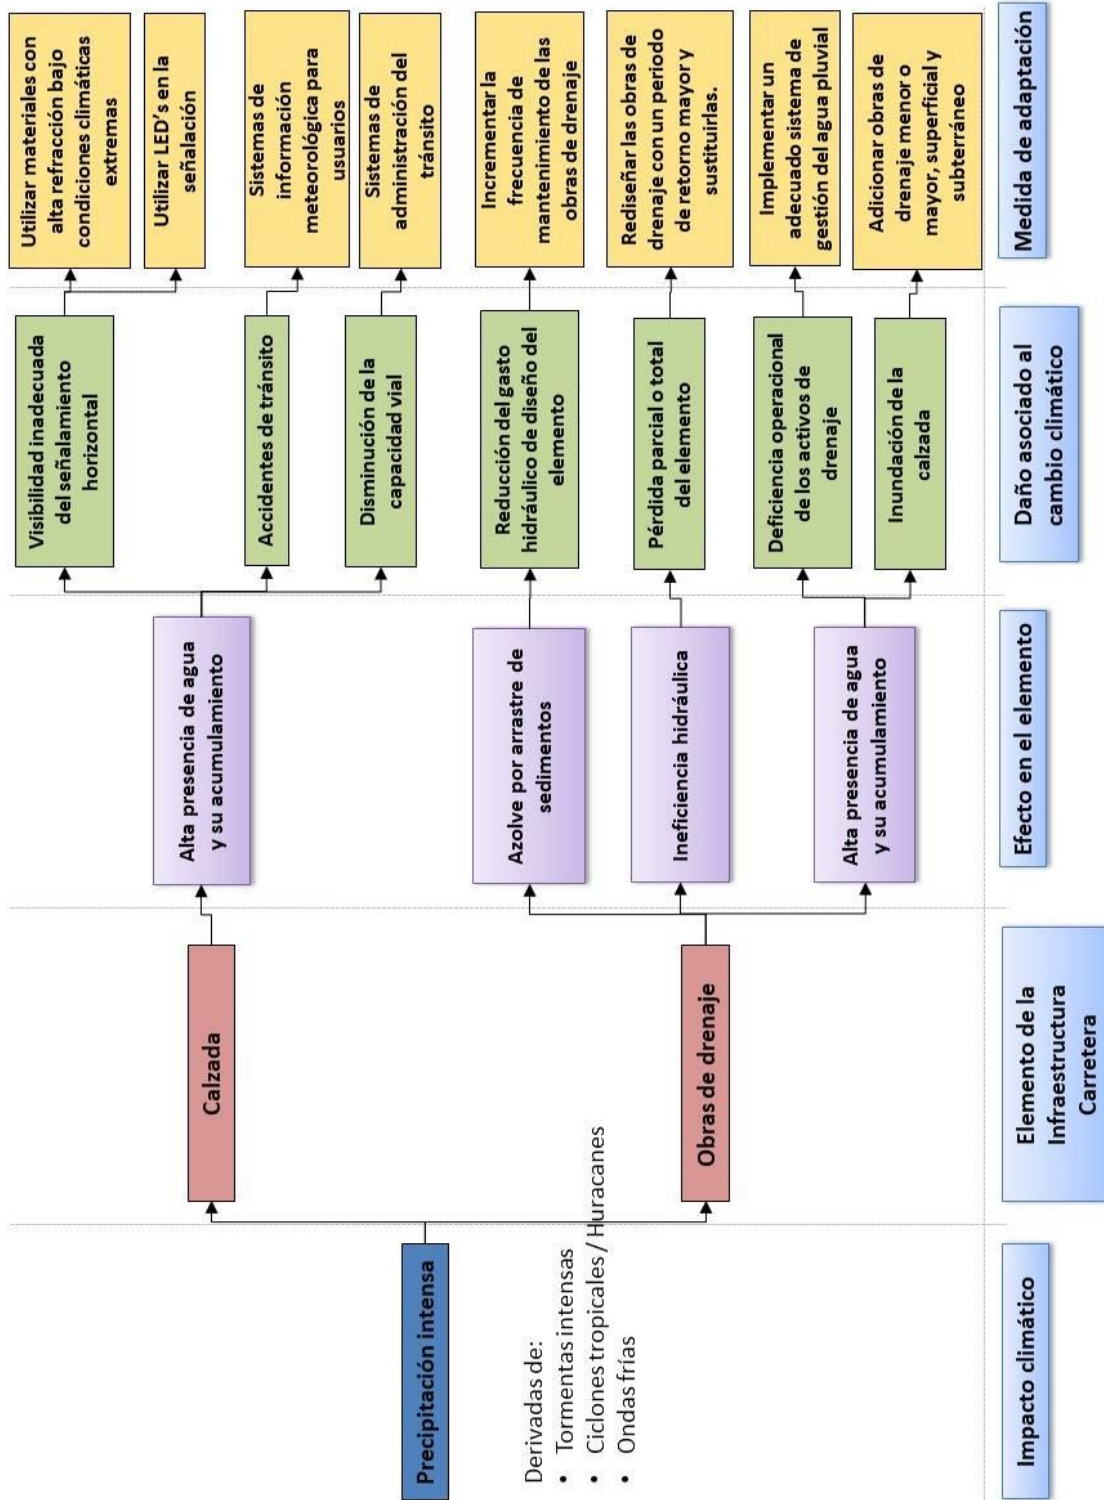 Precipitación intensa
Derivadas de:
• Tormentas intensas
• Ciclones tropicales / Huracanes
• Ondas frías
Calzada
Obras de drenaje
Alta presencia de agua
y su acumulamiento
Azolve por arrastre de
sedimentos
Ineficiencia hidráulica
Alta presencia de agua
y su acumulamiento
Visibilidad inadecuada
del señalamiento
horizontal
Accidentes de tránsito
Disminución de la
capacidad vial
Reducción del gasto
hidráulico de diseño del
elemento
Pérdida parcial o total
del elemento
Deficiencia operacional
de los activos de
drenaje
Inundación de la
calzada
Utilizar materiales con
alta refracción bajo
condiciones climáticas
extremas
Utilizar LED’s en la
señalación
Sistemas de
información
meteorológica para
usuarios
Sistemas de
administración del
tránsito
Incrementar la
frecuencia de
mantenimiento de las
obras de drenaje
Rediseñar las obras de
drenaje con un periodo
de retorno mayor y
sustituirlas.
Implementar un
adecuado sistema de
gestión del agua pluvial
Adicionar obras de
drenaje menor o
mayor, superficial y
subterráneo
Impacto climático
Elemento de la
Infraestructura
Carretera
Efecto en el elemento
Daño asociado al
cambio climático
Medida de adaptación